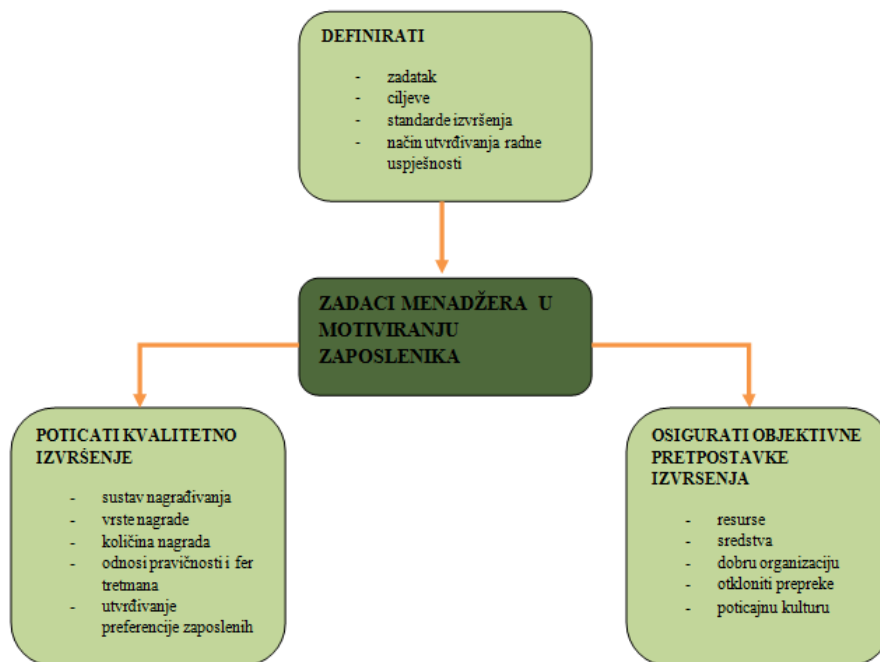 DEFINIRATI
- zadatak
- ciljeve
- standarde izvršenja
- način utvrđivanja radne
uspješnosti
ZADACI MENADŽERA U
MOTIVIRANJU
ZAPOSLENIKA
POTICATI KVALITETNO
IZVRŠENJE
- sustav nagrađivanja
- vrste nagrade
- količina nagrada
- odnosi pravičnosti i fer
tretmana
- utvrđivanje
preferencije zaposlenih
OSIGURATI OBJEKTIVNE
PRETPOSTAVKE
IZVRSENJA
- resurse
- sredstva
- dobru organizaciju
- otkloniti prepreke
- poticajnu kulturu